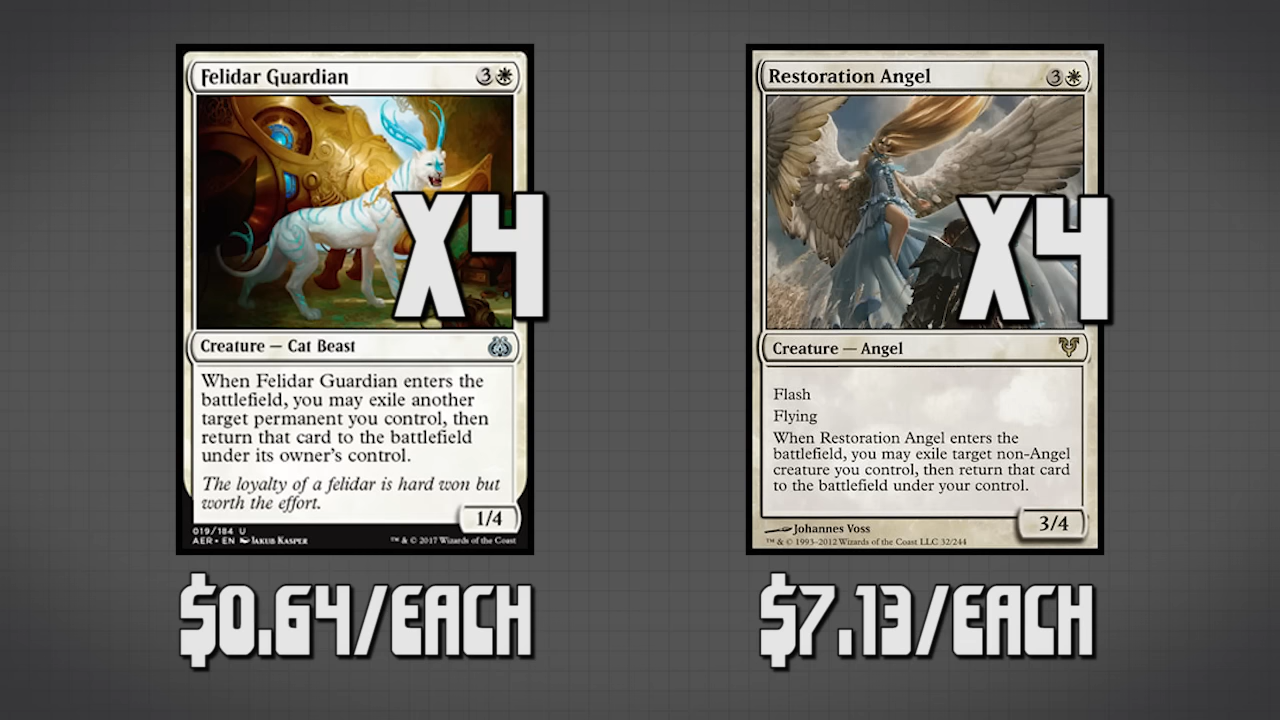 Felidar Guardian 3
X4
Creature — Cat Beast
When Felidar Guardian enters the
battlefield, you may exile another
target permanent you control, then
return that card to the battlefield
under its owner's control.
The loyalty of a felidar is hard won but
worth the effort.
1/4
019/184 U
AER • EN Jakub Kasper
™ & © 2017 Wizards of the Coast
$0.64/EACH
Restoration Angel 3
X4
Creature — Angel
Flash
Flying
When Restoration Angel enters the
battlefield, you may exile target non-Angel
creature you control, then return that card
to the battlefield under your control.
3/4
Johannes Voss
™ & © 1993–2012 Wizards of the Coast LLC 32/244
$7.13/EACH